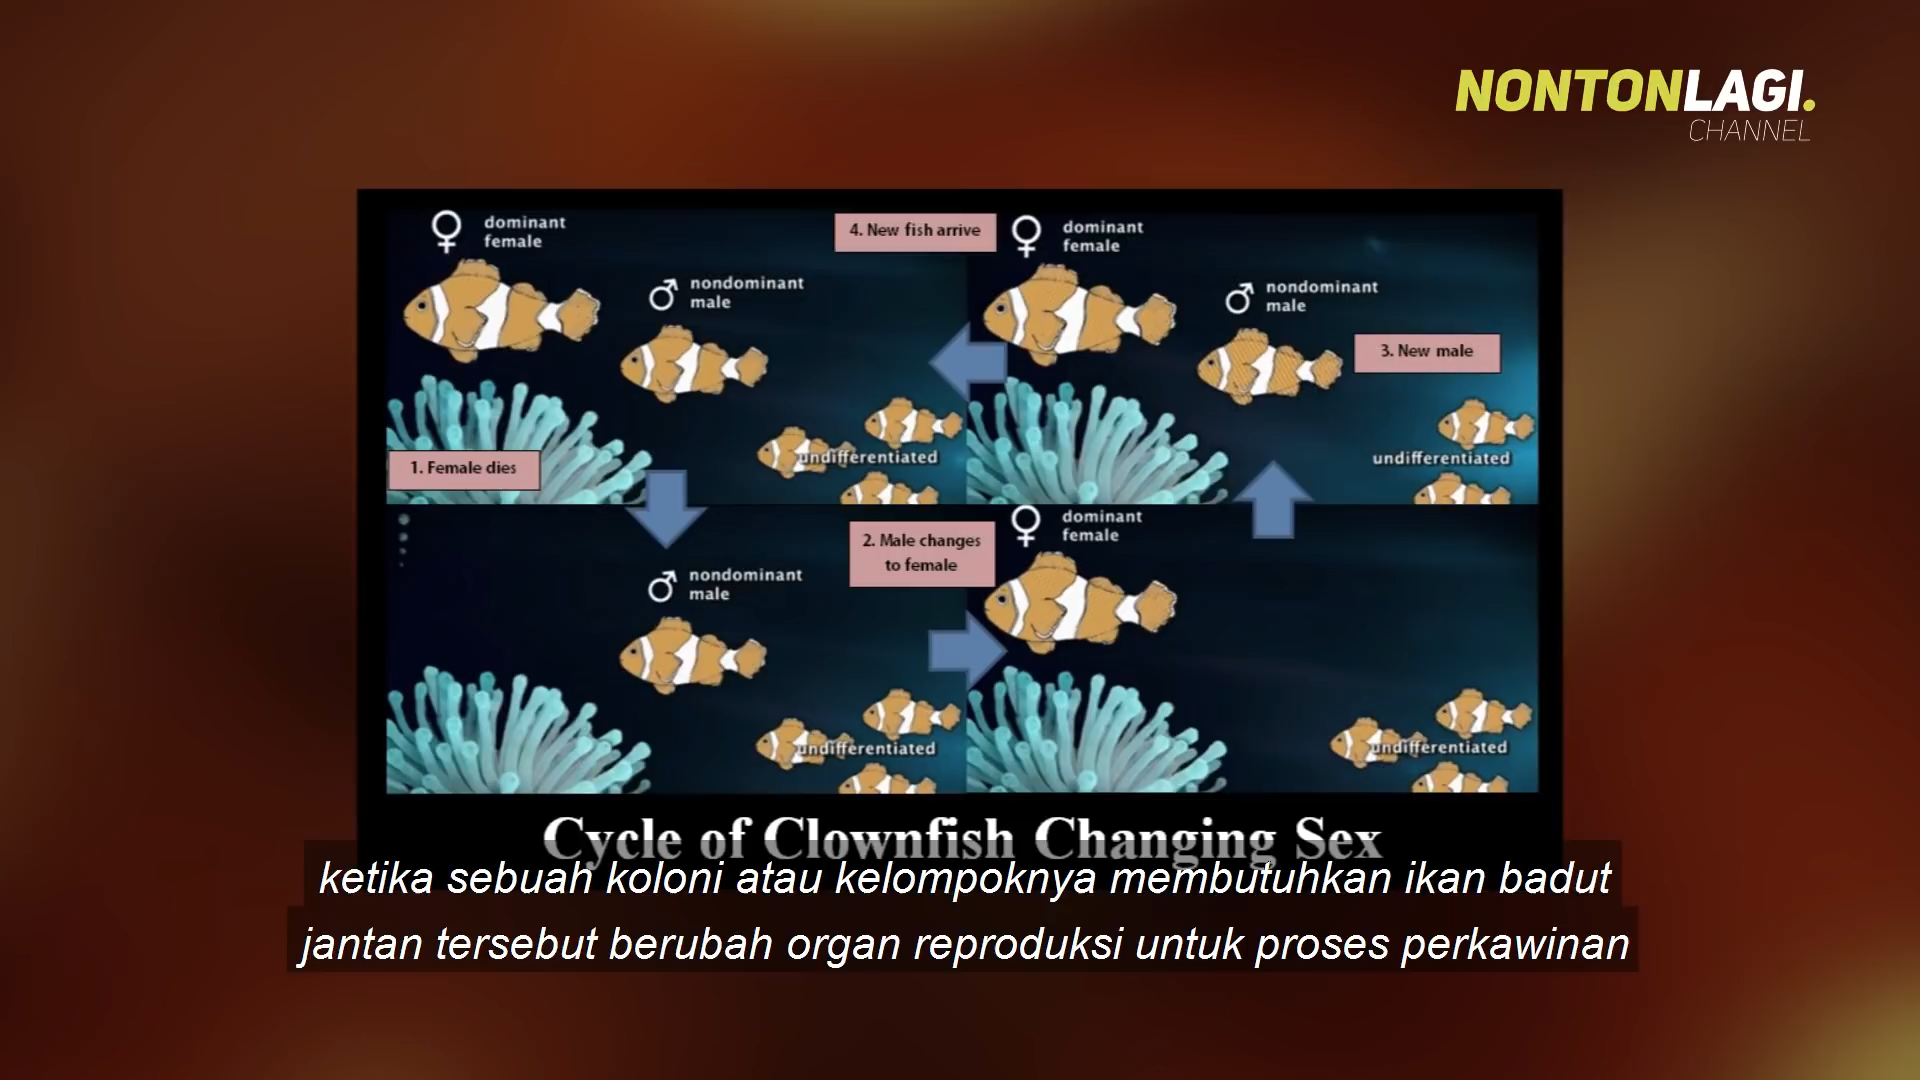 NONTONLAGI.
CHANNEL
dominant
female
nondominant
male
undifferentiated
1. Female dies
4. New fish arrive
dominant
female
nondominant
male
3. New male
undifferentiated
nondominant
male
undifferentiated
2. Male changes
to female
dominant
female
undifferentiated
Cycle of Clownfish Changing Sex
ketika sebuah koloni atau kelompoknya membutuhkan ikan badut
jantan tersebut berubah organ reproduksi untuk proses perkawinan